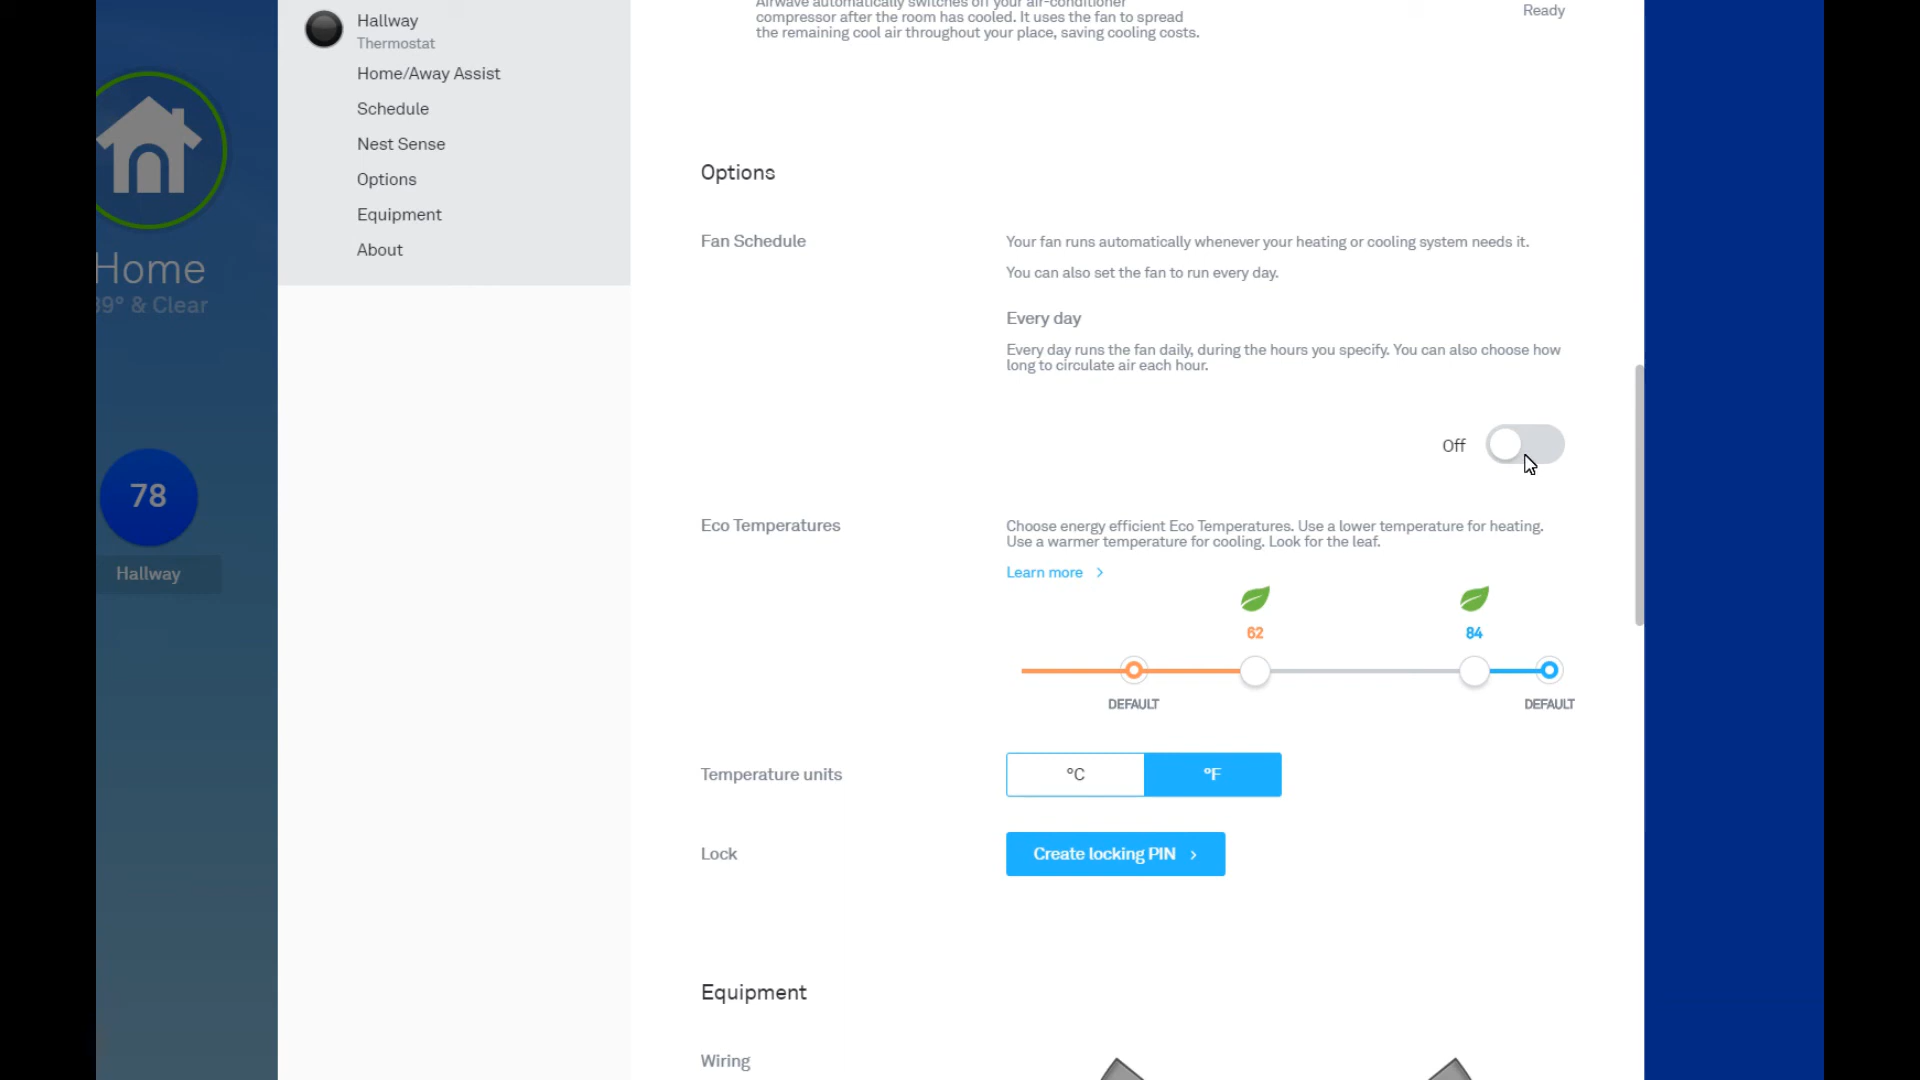 Airwave automatically switches off your air-conditioner
compressor after the room has cooled. It uses the fan to spread
the remaining cool air throughout your place, saving cooling costs.
Ready
Hallway
Thermostat
Home/Away Assist
Schedule
Nest Sense
Options
Equipment
About
Home
89° & Clear
78
Hallway
Options
Fan Schedule
Your fan runs automatically whenever your heating or cooling system needs it.
You can also set the fan to run every day.
Every day
Every day runs the fan daily, during the hours you specify. You can also choose how
long to circulate air each hour.
Off
Eco Temperatures
Choose energy efficient Eco Temperatures. Use a lower temperature for heating.
Use a warmer temperature for cooling. Look for the leaf.
Learn more >
62
84
DEFAULT
DEFAULT
Temperature units
°C
°F
Lock
Create locking PIN >
Equipment
Wiring